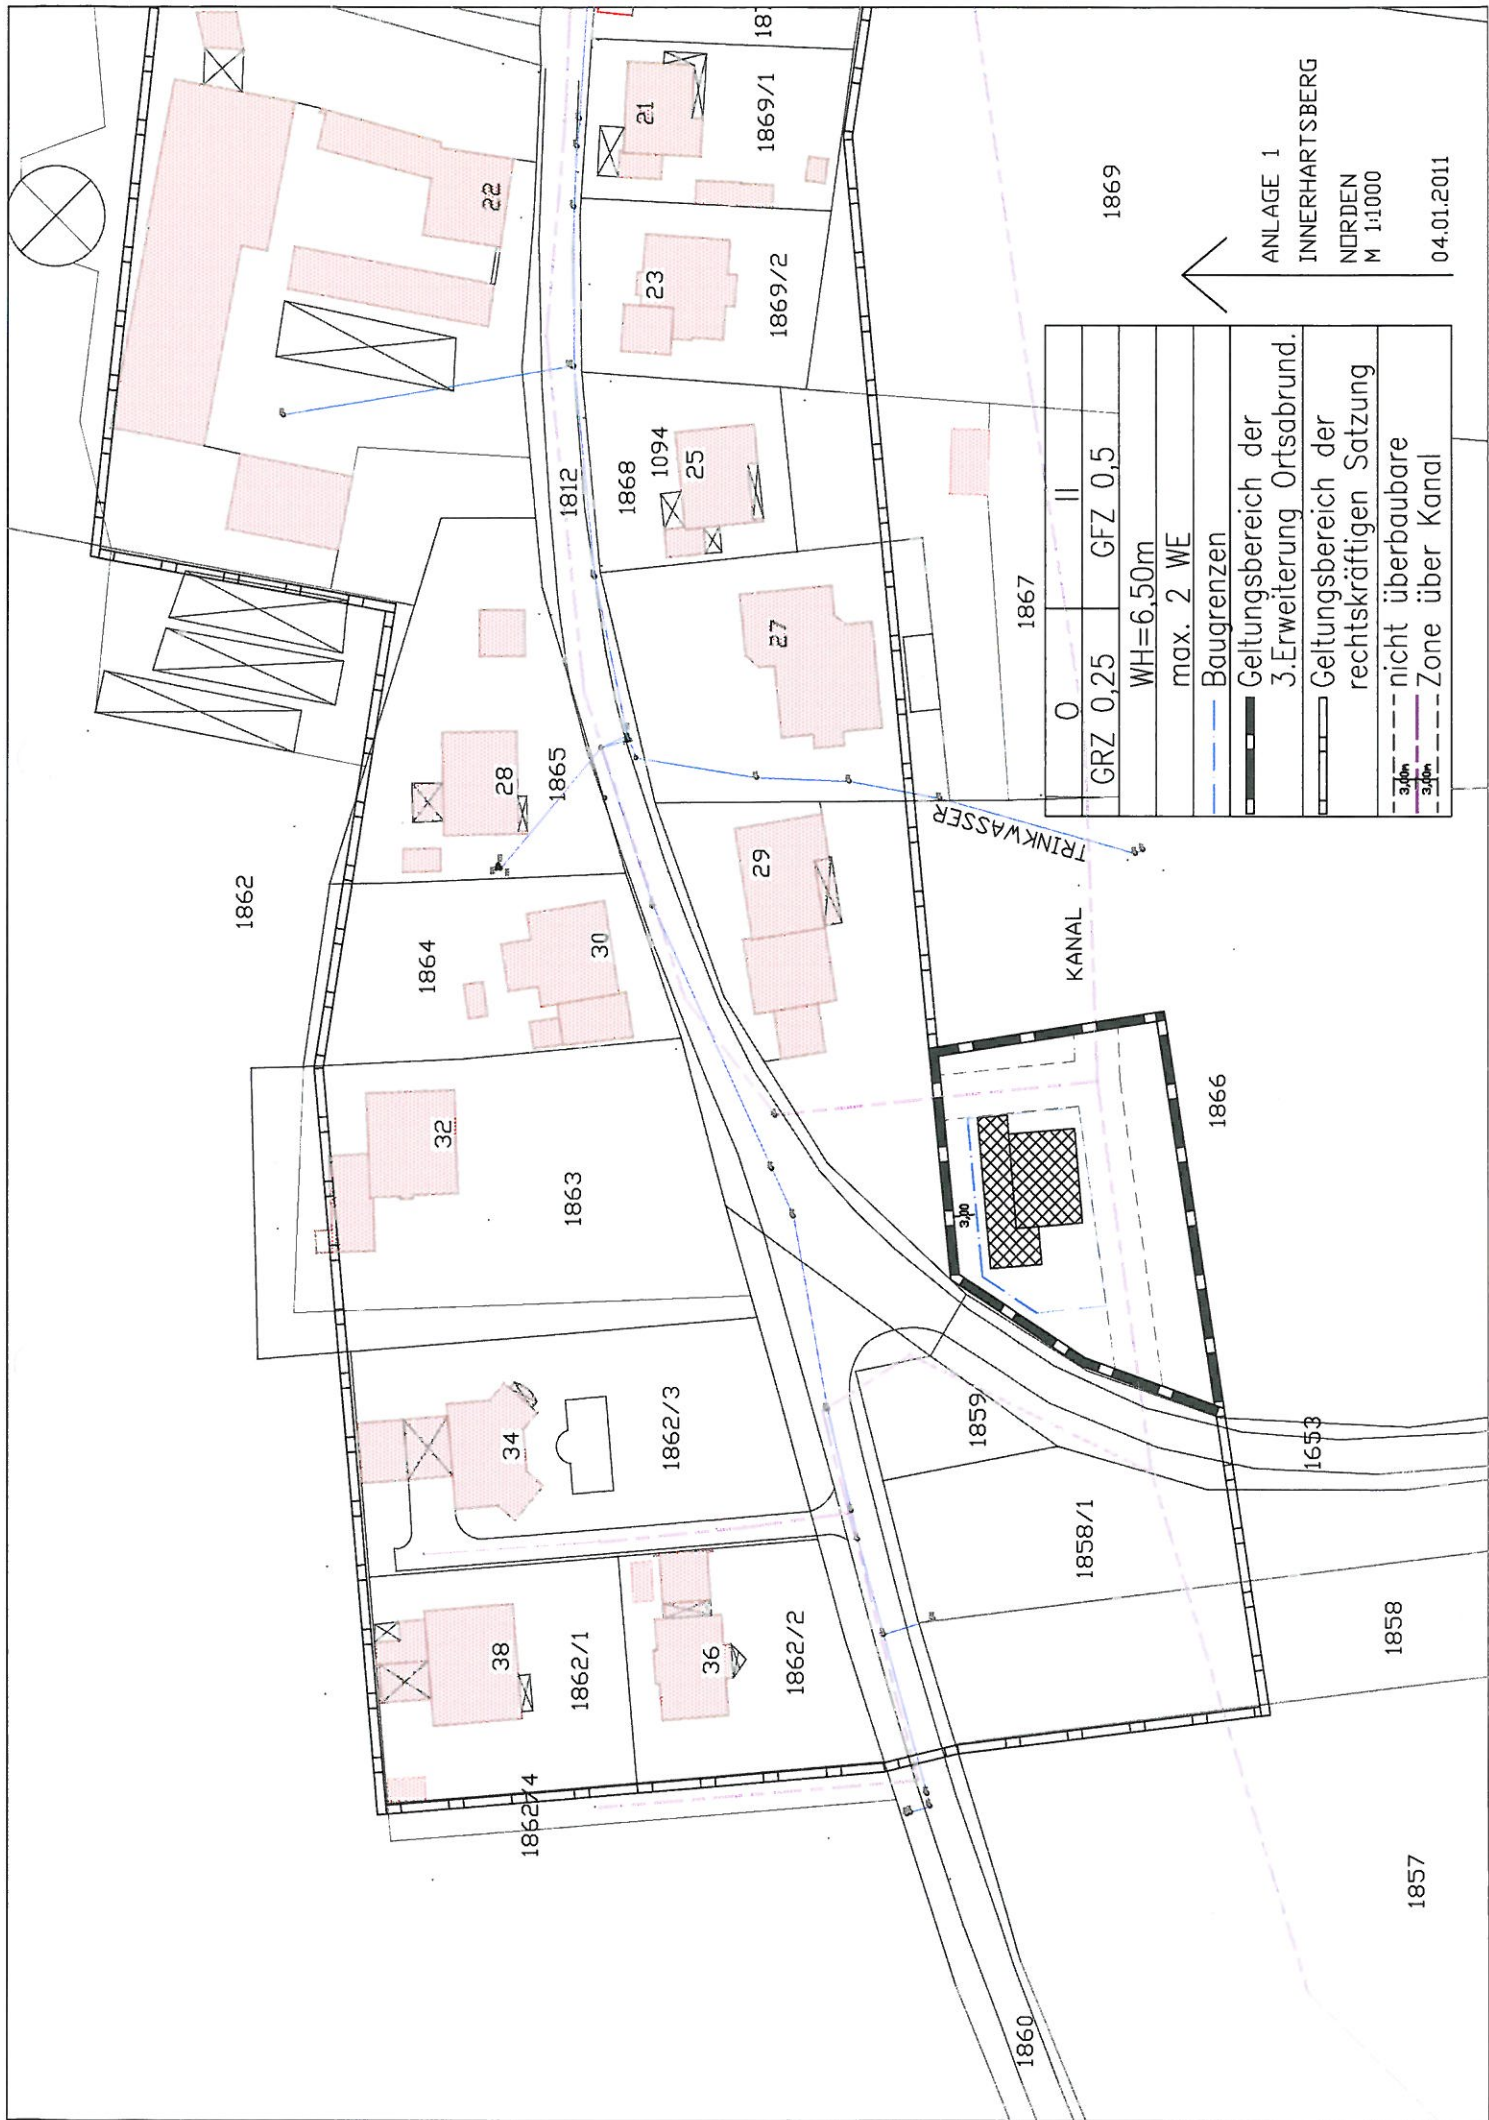 22
21
1869/1
23
1869/2
1869
1812
1868
1094
25
27
1867
28
1865
1862
1864
30
29
TRINKWASSER
KANAL
32
1863
3,00
1866
34
1862/3
1859
1653
38
1862/1
36
1862/2
1858/1
1858
1862/4
1857
1860
O II
GRZ 0,25 GFZ 0,5
WH=6,50m
max. 2 WE
Baugrenzen
Geltungsbereich der
3.Erweiterung Ortsabrund.
Geltungsbereich der
rechtskräftigen Satzung
3,00m nicht überbaubare
3,00m Zone über Kanal
ANLAGE 1
INNERHARTSBERG
NORDEN
M 1:1000
04.01.2011